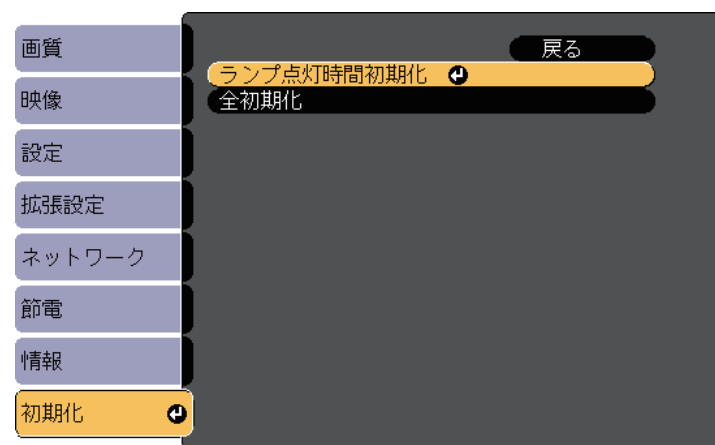 画質
映像
設定
拡張設定
ネットワーク
節電
情報
初期化
戻る
ランプ点灯時間初期化
全初期化